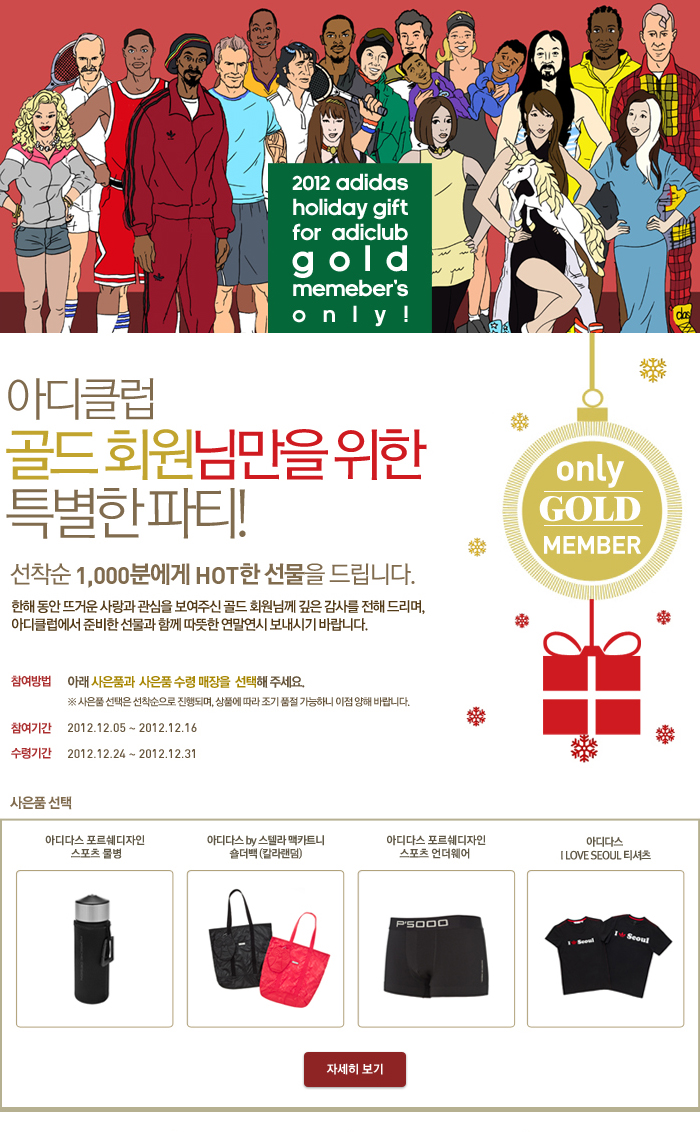 2012 adidas
holiday gift
for adiclub
gold
memeber's
only!
아디클럽
골드 회원님만을 위한
특별한 파티!
only
GOLD
MEMBER
선착순 1,000분에게 HOT한 선물을 드립니다.
한해 동안 뜨거운 사랑과 관심을 보여주신 골드 회원님께 깊은 감사를 전해 드리며,
아디클럽에서 준비한 선물과 함께 따뜻한 연말연시 보내시기 바랍니다.
참여방법 아래 사은품과 사은품 수령 매장을 선택해 주세요.
※ 사은품 선택은 선착순으로 진행되며, 상품에 따라 조기 품절 가능하니 이점 양해 바랍니다.
참여기간 2012.12.05 ~ 2012.12.16
수령기간 2012.12.24 ~ 2012.12.31
사은품 선택
아디다스 포르쉐디자인
스포츠 물병
아디다스 by 스텔라 맥카트니
숄더백 (칼라랜덤)
아디다스 포르쉐디자인
스포츠 언더웨어
아디다스
I LOVE SEOUL 티셔츠
P'5000
I Seoul
I Seoul
자세히 보기